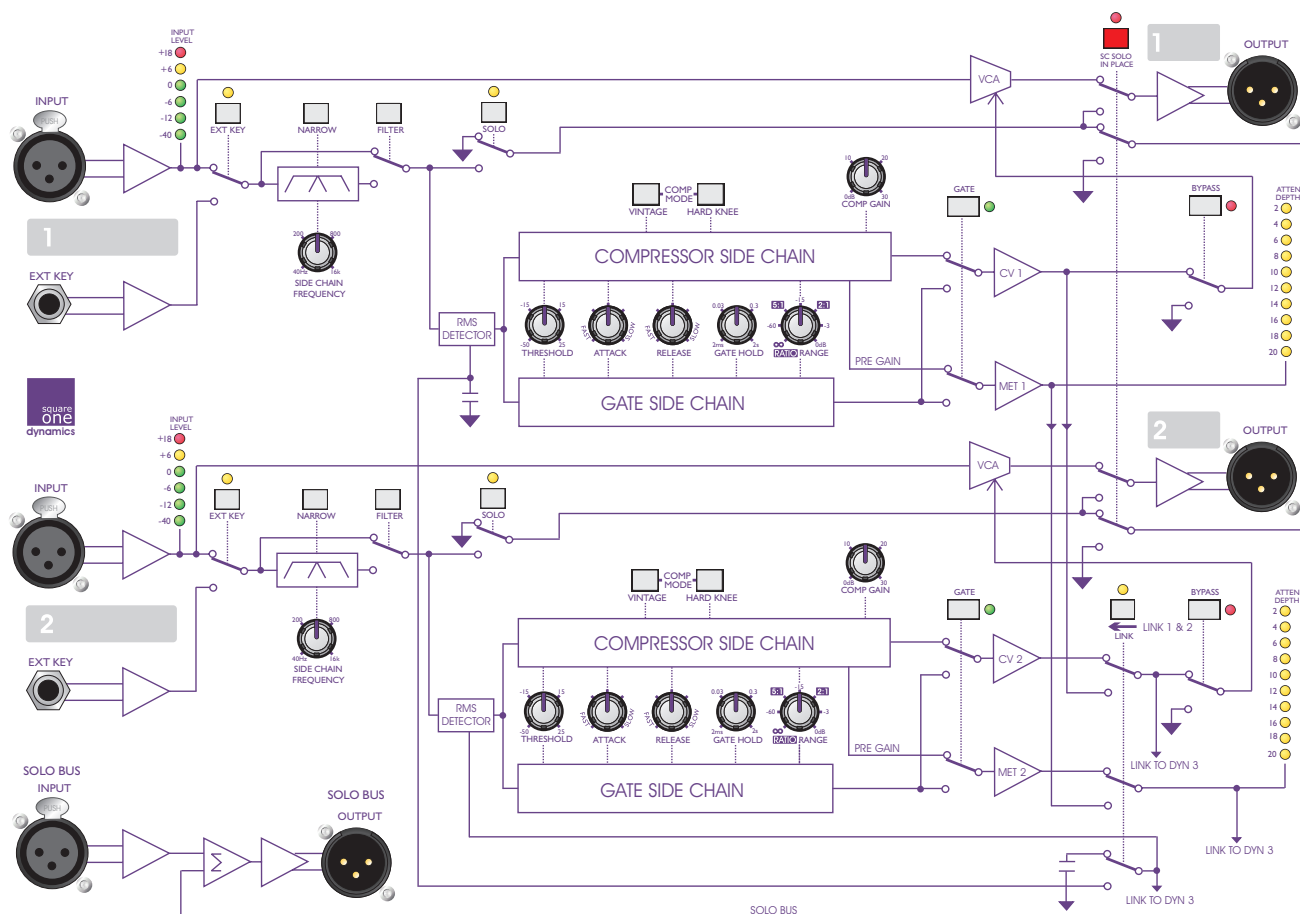 INPUT
LEVEL
+18
+6
0
-6
-12
-40
INPUT
PUSH
EXT KEY
NARROW
FILTER
SOLO
VCA
SC SOLO
IN PLACE
1
OUTPUT
1
EXT KEY
200
800
40Hz
16k
SIDE CHAIN
FREQUENCY
COMP
MODE
VINTAGE
HARD KNEE
10
20
0dB
30
COMP GAIN
GATE
BYPASS
ATTEN
DEPTH
2
4
6
8
10
12
14
16
18
20
COMPRESSOR SIDE CHAIN
CV 1
RMS
DETECTOR
-15
15
-50
25
THRESHOLD
FAST
SLOW
ATTACK
FAST
SLOW
RELEASE
0.03
0.3
2ms
2s
GATE HOLD
5:1
-15
2:1
-60
-3
∞
0dB
RATIO RANGE
PRE GAIN
MET 1
GATE SIDE CHAIN
square
one
dynamics
INPUT
LEVEL
+18
+6
0
-6
-12
-40
INPUT
PUSH
EXT KEY
NARROW
FILTER
SOLO
VCA
2
OUTPUT
2
EXT KEY
200
800
40Hz
16k
SIDE CHAIN
FREQUENCY
COMP
MODE
VINTAGE
HARD KNEE
10
20
0dB
30
COMP GAIN
GATE
LINK
LINK 1 & 2
BYPASS
ATTEN
DEPTH
2
4
6
8
10
12
14
16
18
20
COMPRESSOR SIDE CHAIN
CV 2
RMS
DETECTOR
-15
15
-50
25
THRESHOLD
FAST
SLOW
ATTACK
FAST
SLOW
RELEASE
0.03
0.3
2ms
2s
GATE HOLD
5:1
-15
2:1
-60
-3
∞
0dB
RATIO RANGE
PRE GAIN
MET 2
LINK TO DYN 3
GATE SIDE CHAIN
LINK TO DYN 3
SOLO BUS
INPUT
PUSH
Σ
SOLO BUS
OUTPUT
LINK TO DYN 3
SOLO BUS